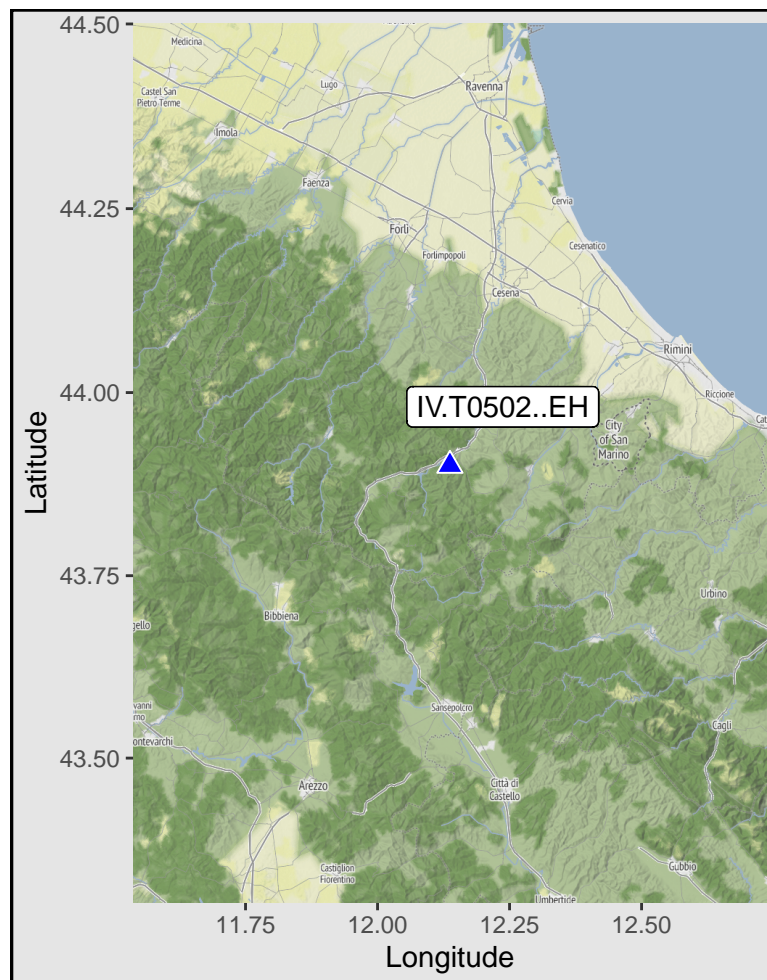 44.50
Medicina
Castel San
Pietro Terme
Lugo
Ravenna
Imola
Faenza
44.25
Cervia
Forlì
Cesenatico
Forlimpopoli
Cesena
Rimini
44.00
Riccione
IV.T0502..EH
City
of San
Marino
Latitude
43.75
Urbino
Bibbiena
Sansepolcro
Cagli
43.50
Arezzo
Città di
Castello
Castiglion
Fiorentino
Gubbio
Umbertide
11.75
12.00
12.25
12.50
Longitude